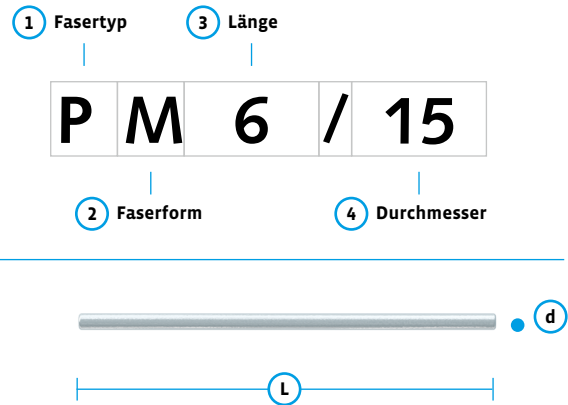 1 Fasertyp 3 Länge
P M 6 / 15
2 Faserform 4 Durchmesser
d
L